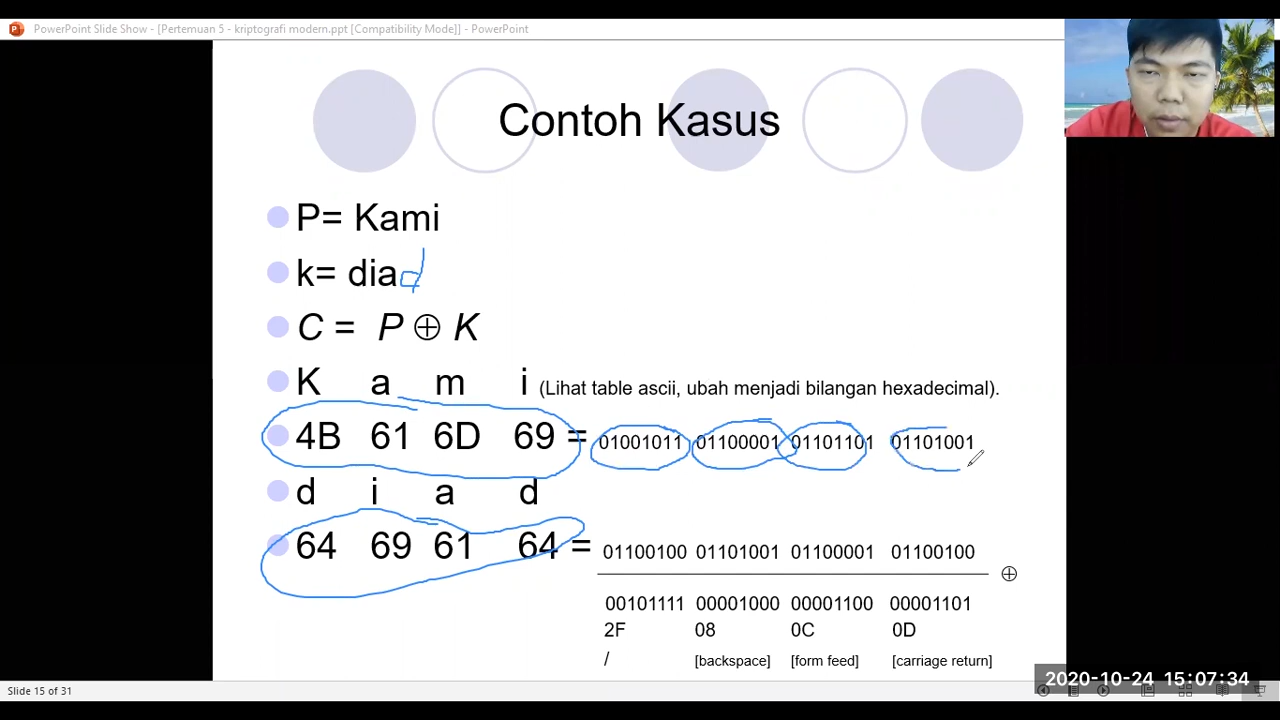 PowerPoint Slide Show - [Pertemuan 5 - kriptografi modern.ppt [Compatibility Mode]] - PowerPoint
Contoh Kasus
P= Kami
k= diad
C = P ⊕ K
K a m i (Lihat table ascii, ubah menjadi bilangan hexadecimal).
4B 61 6D 69 = 01001011 01100001 01101101 01101001
d i a d
64 69 61 64 = 01100100 01101001 01100001 01100100
⊕
00101111 00001000 00001100 00001101
2F 08 0C 0D
/ [backspace] [form feed] [carriage return]
2020-10-24 15:07:34
Slide 15 of 31